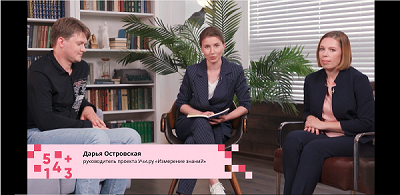 5 +
1 4 3
Дарья Островская
руководитель проекта Учи.ру «Измерение знаний»